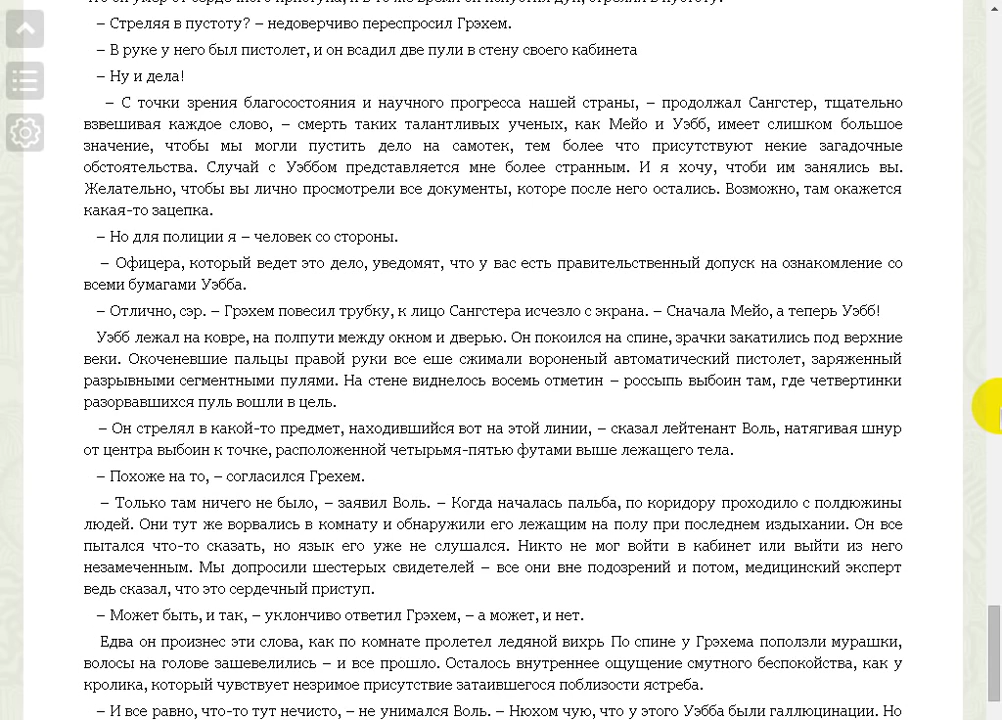 – Стреляя в пустоту? – недоверчиво переспросил Грэхем.
– В руке у него был пистолет, и он всадил две пули в стену своего кабинета
– Ну и дела!
– С точки зрения благосостояния и научного прогресса нашей страны, – продолжал Сангстер, тщательно
взвешивая каждое слово, – смерть таких талантливых ученых, как Мейо и Уэбб, имеет слишком большое
значение, чтобы мы могли пустить дело на самотек, тем более что присутствуют некие загадочные
обстоятельства. Случай с Уэббом представляется мне более странным. И я хочу, чтоби им занялись вы.
Желательно, чтобы вы лично просмотрели все документы, которе после него остались. Возможно, там окажется
какая-то зацепка.
– Но для полиции я – человек со стороны.
– Офицера, который ведет это дело, уведомят, что у вас есть правительственный допуск на ознакомление со
всеми бумагами Уэбба.
– Отлично, сэр. – Грэхем повесил трубку, к лицо Сангстера исчезло с экрана. – Сначала Мейо, а теперь Уэбб!
Уэбб лежал на ковре, на полпути между окном и дверью. Он покоился на спине, зрачки закатились под верхние
веки. Окоченевшие пальцы правой руки все еше сжимали вороненый автоматический пистолет, заряженный
разрывными сегментными пулями. На стене виднелось восемь отметин – россыпь выбоин там, где четвертинки
разорвавшихся пуль вошли в цель.
– Он стрелял в какой-то предмет, находившийся вот на этой линии, – сказал лейтенант Воль, натягивая шнур
от центра выбоин к точке, расположенной четырьмя-пятью футами выше лежащего тела.
– Похоже на то, – согласился Грехем.
– Только там ничего не было, – заявил Воль. – Когда началась пальба, по коридору проходило с полдюжины
людей. Они тут же ворвались в комнату и обнаружили его лежащим на полу при последнем издыхании. Он все
пытался что-то сказать, но язык его уже не слушался. Никто не мог войти в кабинет или выйти из него
незамеченным. Мы допросили шестерых свидетелей – все они вне подозрений и потом, медицинский эксперт
ведь сказал, что это сердечный приступ.
– Может быть, и так, – уклончиво ответил Грэхем, – а может, и нет.
Едва он произнес эти слова, как по комнате пролетел ледяной вихрь По спине у Грэхема поползли мурашки,
волосы на голове зашевелились – и все прошло. Осталось внутреннее ощущение смутного беспокойства, как у
кролика, который чувствует незримое присутствие затаившегося поблизости ястреба.
– И все равно, что-то тут нечисто, – не унимался Воль. – Нюхом чую, что у этого Уэбба были галлюцинации. Но